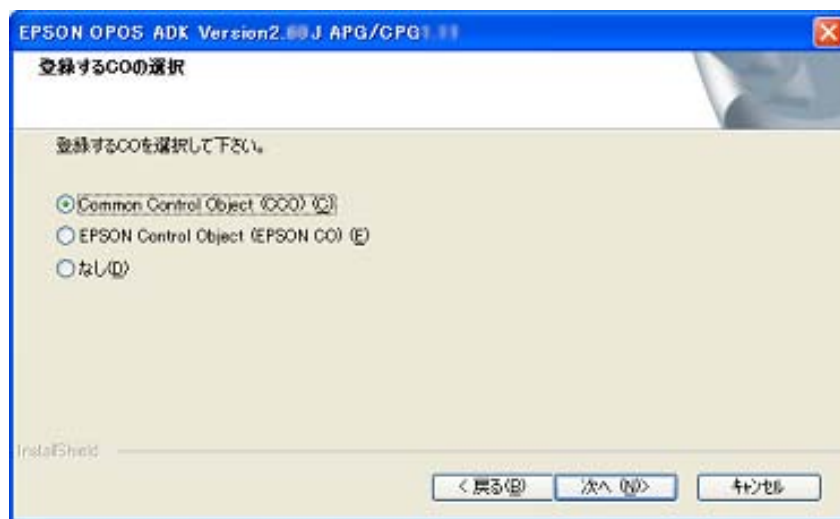 EPSON OPOS ADK Version2. J APG/CPG
登録するCOの選択
登録するCOを選択して下さい。
Common Control Object (CCO) (C)
EPSON Control Object (EPSON CO) (E)
なし(D)
InstallShield
< 戻る(B)
次へ (N)>
キャンセル